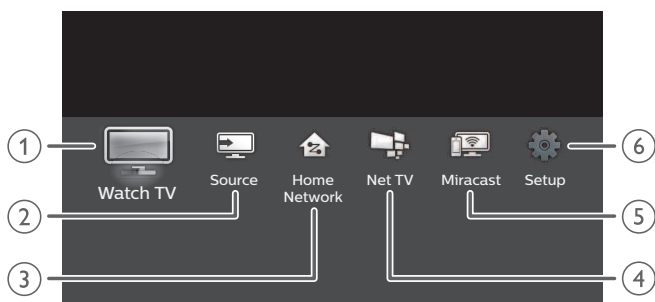 1
Watch TV
Source
Home
Network
Net TV
Miracast
Setup
6
2
5
3
4